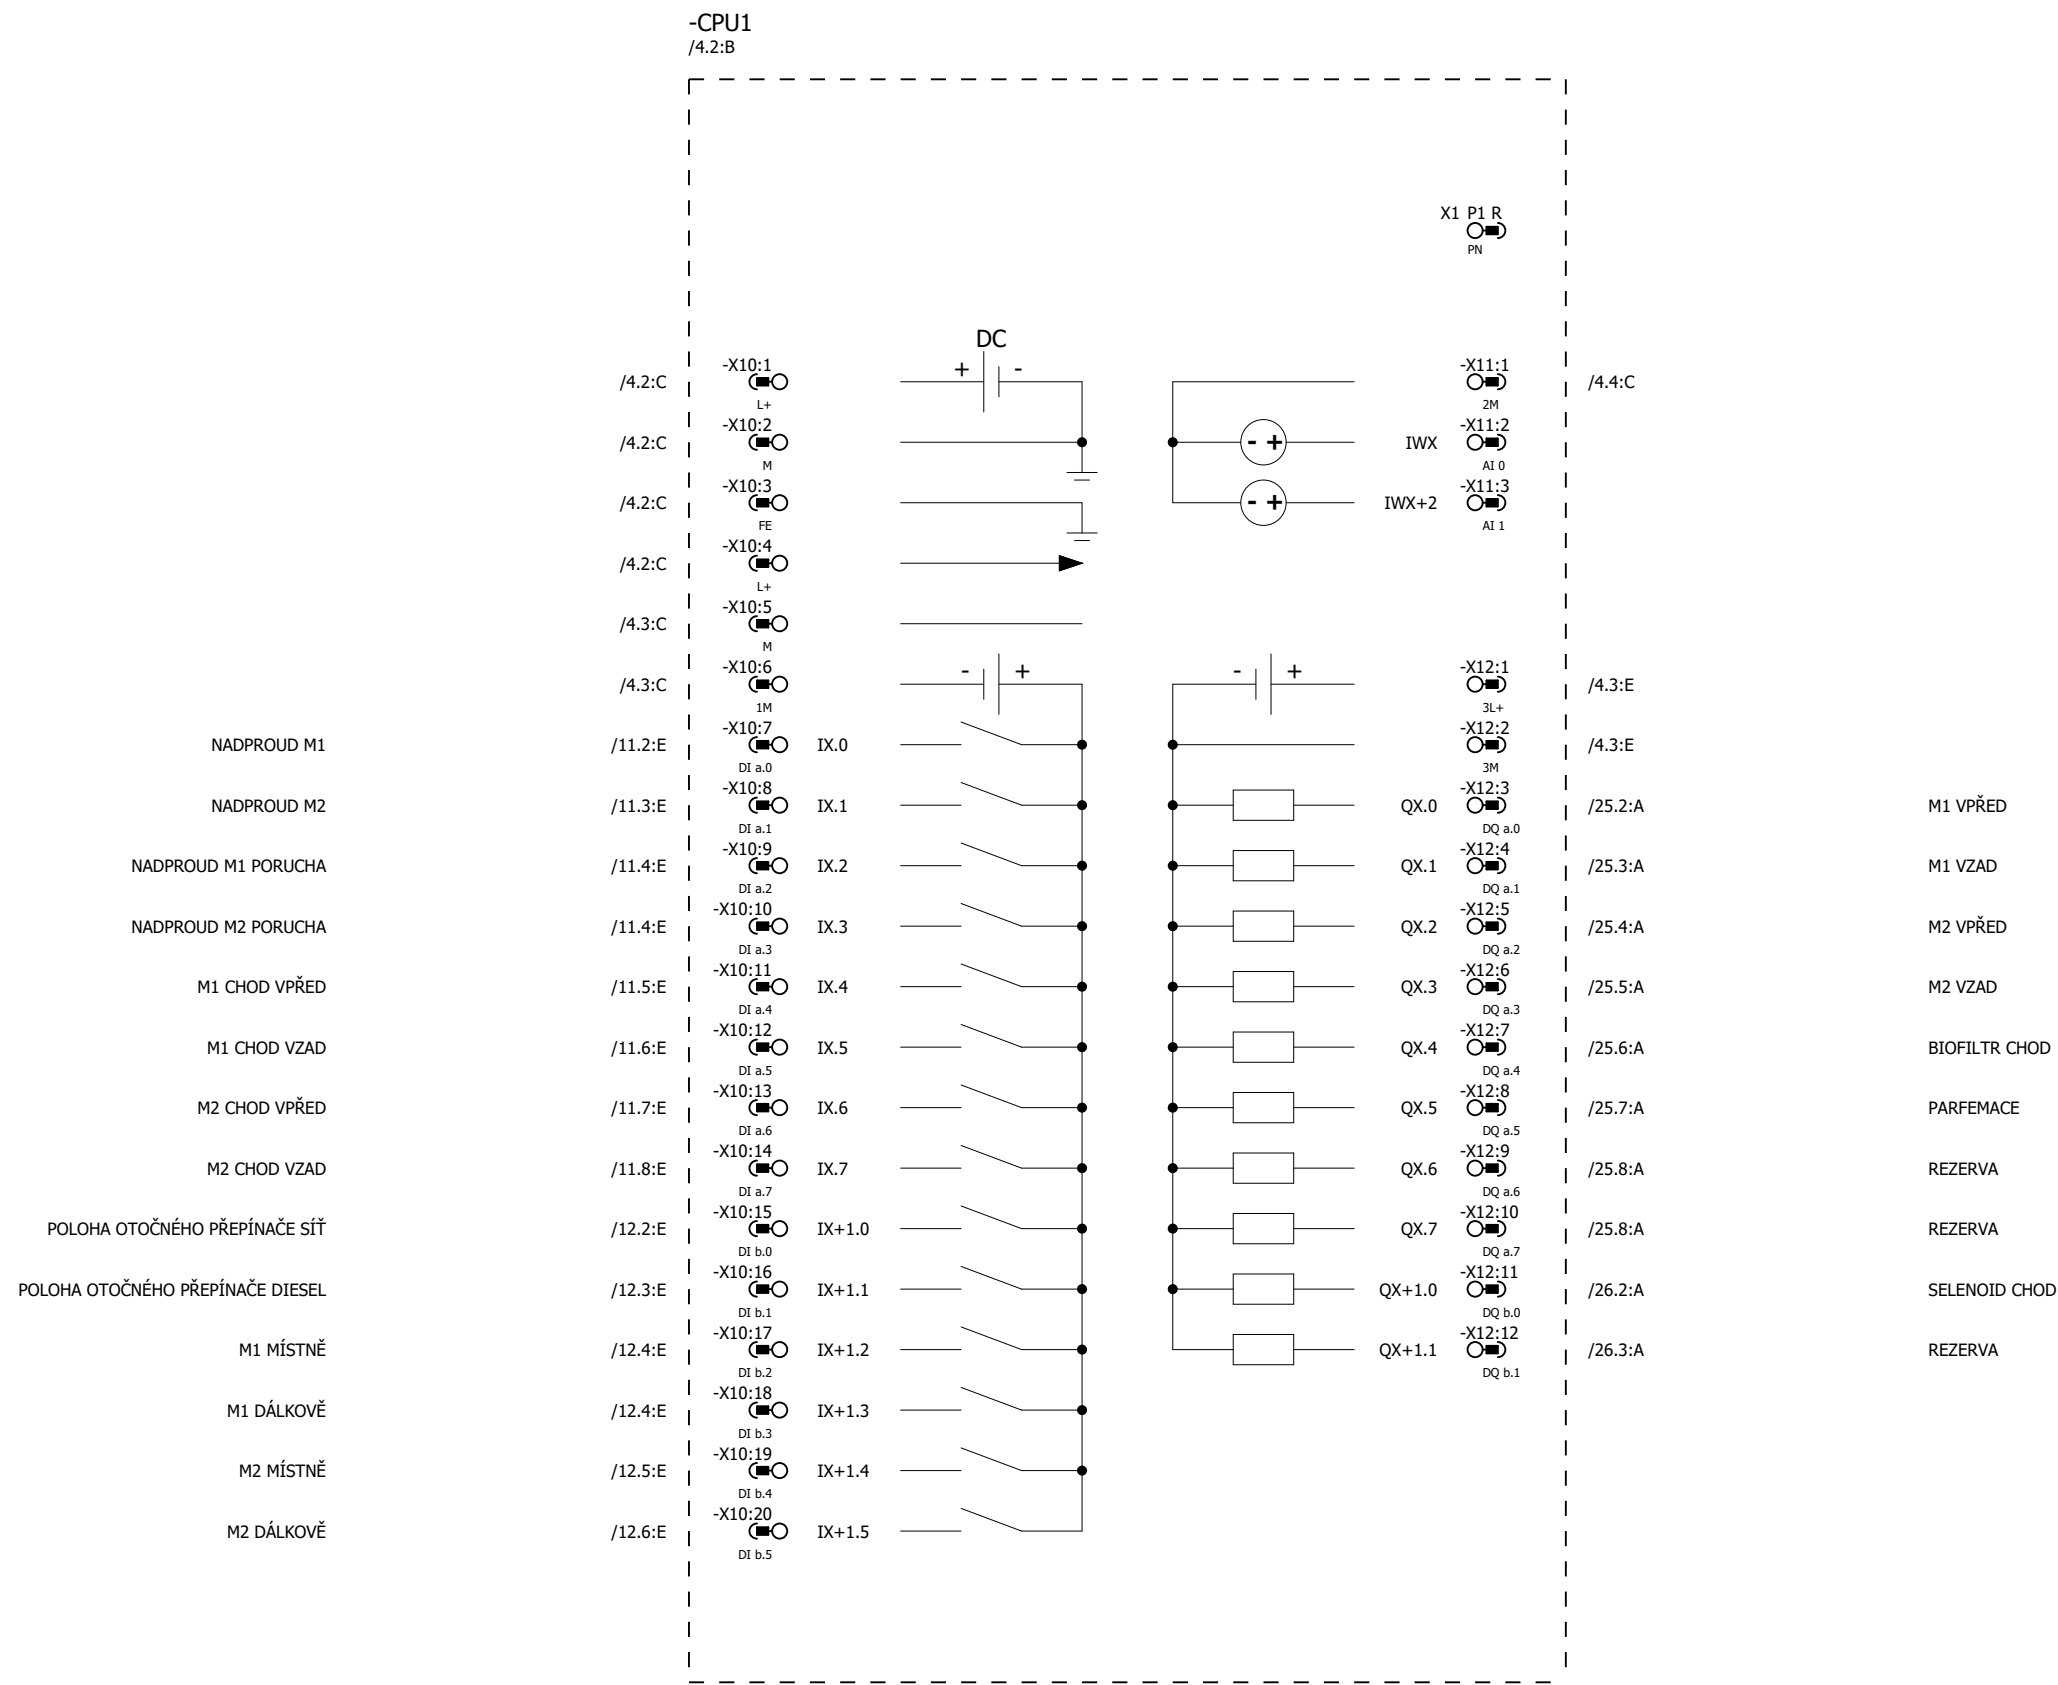 -CPU1
/4.2:B
X1 P1 R
PN
DC
-X10:1 + - -X11:1
/4.2:C /4.4:C
L+ 2M
-X10:2 -X11:2
/4.2:C - + IWX
M AI 0
-X10:3 -X11:3
/4.2:C - + IWX+2
FE AI 1
-X10:4
/4.2:C
L+
-X10:5
/4.3:C
M
-X10:6 - + - + -X12:1
/4.3:C /4.3:E
1M 3L+
-X10:7 -X12:2
NADPROUD M1 /11.2:E IX.0 /4.3:E
DI a.0 3M
-X10:8 -X12:3
NADPROUD M2 /11.3:E IX.1 QX.0 /25.2:A M1 VPŘED
DI a.1 DQ a.0
-X10:9 -X12:4
NADPROUD M1 PORUCHA /11.4:E IX.2 QX.1 /25.3:A M1 VZAD
DI a.2 DQ a.1
-X10:10 -X12:5
NADPROUD M2 PORUCHA /11.4:E IX.3 QX.2 /25.4:A M2 VPŘED
DI a.3 DQ a.2
-X10:11 -X12:6
M1 CHOD VPŘED /11.5:E IX.4 QX.3 /25.5:A M2 VZAD
DI a.4 DQ a.3
-X10:12 -X12:7
M1 CHOD VZAD /11.6:E IX.5 QX.4 /25.6:A BIOFILTR CHOD
DI a.5 DQ a.4
-X10:13 -X12:8
M2 CHOD VPŘED /11.7:E IX.6 QX.5 /25.7:A PARFEMACE
DI a.6 DQ a.5
-X10:14 -X12:9
M2 CHOD VZAD /11.8:E IX.7 QX.6 /25.8:A REZERVA
DI a.7 DQ a.6
-X10:15 -X12:10
POLOHA OTOČNÉHO PŘEPÍNAČE SÍŤ /12.2:E IX+1.0 QX.7 /25.8:A REZERVA
DI b.0 DQ a.7
-X10:16 -X12:11
POLOHA OTOČNÉHO PŘEPÍNAČE DIESEL /12.3:E IX+1.1 QX+1.0 /26.2:A SELENOID CHOD
DI b.1 DQ b.0
-X10:17 -X12:12
M1 MÍSTNĚ /12.4:E IX+1.2 QX+1.1 /26.3:A REZERVA
DI b.2 DQ b.1
-X10:18
M1 DÁLKOVĚ /12.4:E IX+1.3
DI b.3
-X10:19
M2 MÍSTNĚ /12.5:E IX+1.4
DI b.4
-X10:20
M2 DÁLKOVĚ /12.6:E IX+1.5
DI b.5